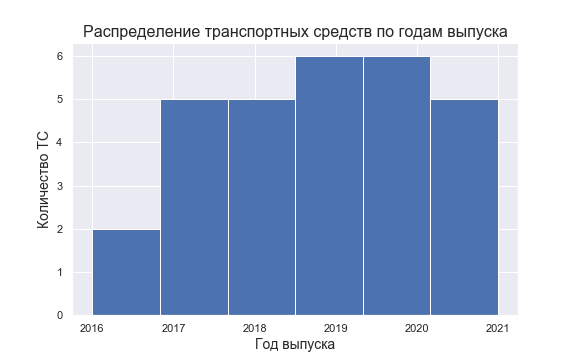 Распределение транспортных средств по годам выпуска
Количество ТС
6
5
4
3
2
1
0
2016 2017 2018 2019 2020 2021
Год выпуска